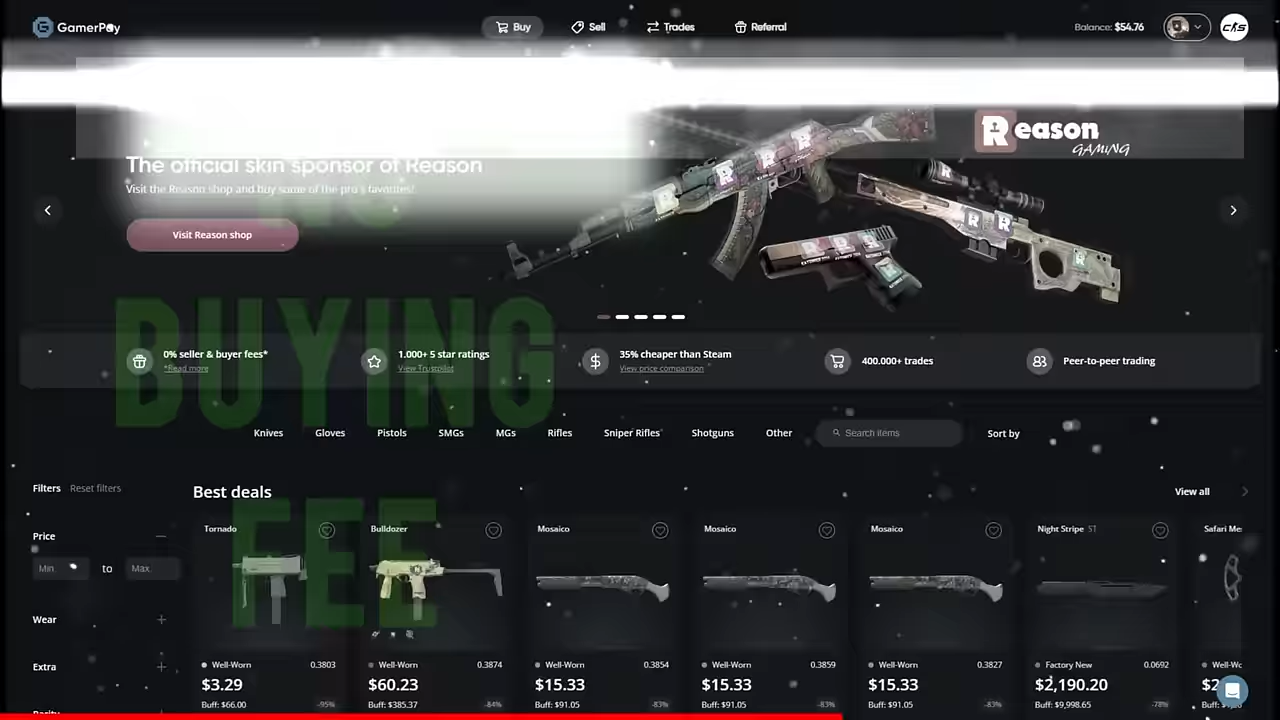 GamerPay
Buy
Sell
Trades
Referral
Balance: $54.76
Reason
GAMING
The official skin sponsor of Reason
Visit the Reason shop and buy some of the pro's favorites!
NO
Visit Reason shop
BUYING
0% seller & buyer fees*
*Read more
1.000+ 5 star ratings
View Trustpilot
35% cheaper than Steam
View price comparison
400.000+ trades
Peer-to-peer trading
Knives
Gloves
Pistols
SMGs
MGs
Rifles
Sniper Rifles
Shotguns
Other
Search items
Sort by
Filters
Reset filters
Best deals
View all
FEE
Price
Min
to
Max.
Wear
Extra
Rarity
Tornado
Well-Worn
0.3803
$3.29
Buff: $66.00
-95%
Bulldozer
Well-Worn
0.3874
$60.23
Buff: $385.37
-84%
Mosaico
Well-Worn
0.3854
$15.33
Buff: $91.05
-83%
Mosaico
Well-Worn
0.3859
$15.33
Buff: $91.05
-83%
Mosaico
Well-Worn
0.3827
$15.33
Buff: $91.05
-83%
Night Stripe ST
Factory New
0.0692
$2,190.20
Buff: $9,998.65
-78%
Safari Me
Well-Wo